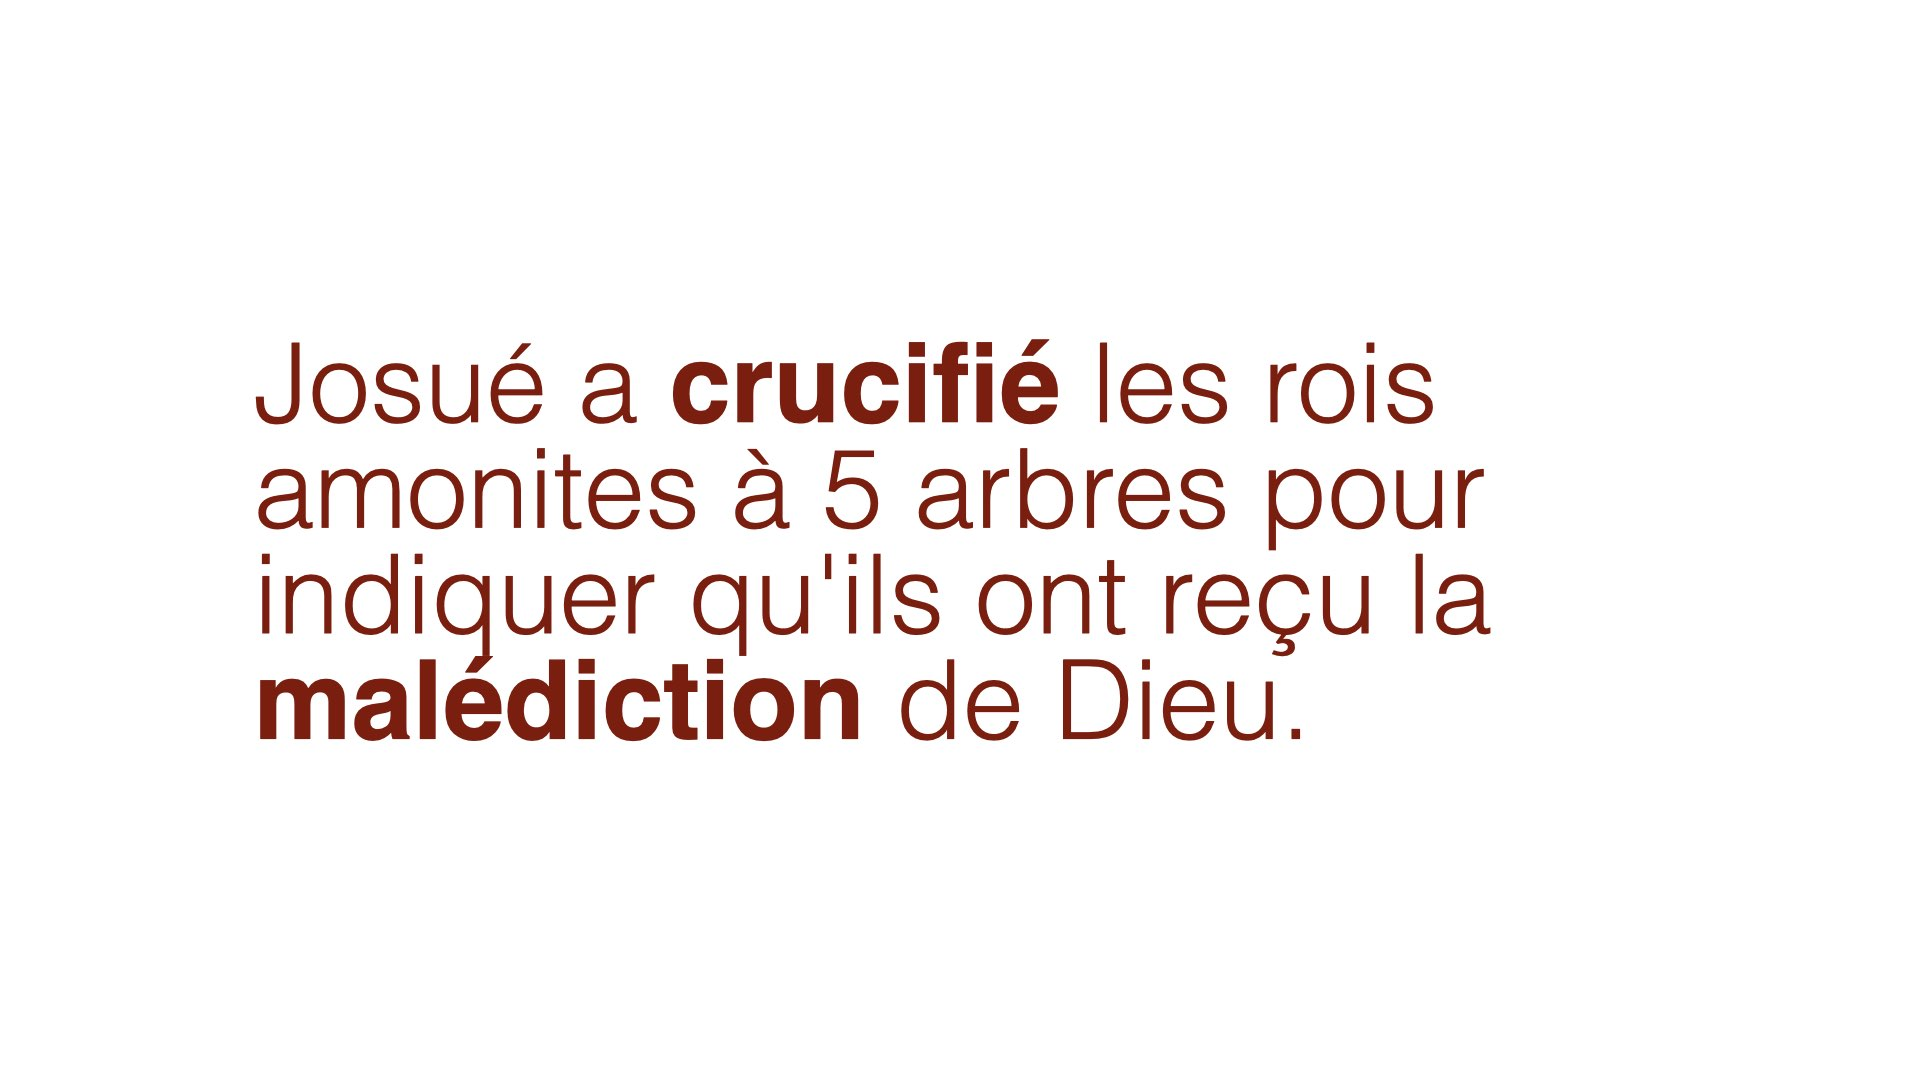 Josué a crucifié les rois
amonites à 5 arbres pour
indiquer qu'ils ont reçu la
malédiction de Dieu.